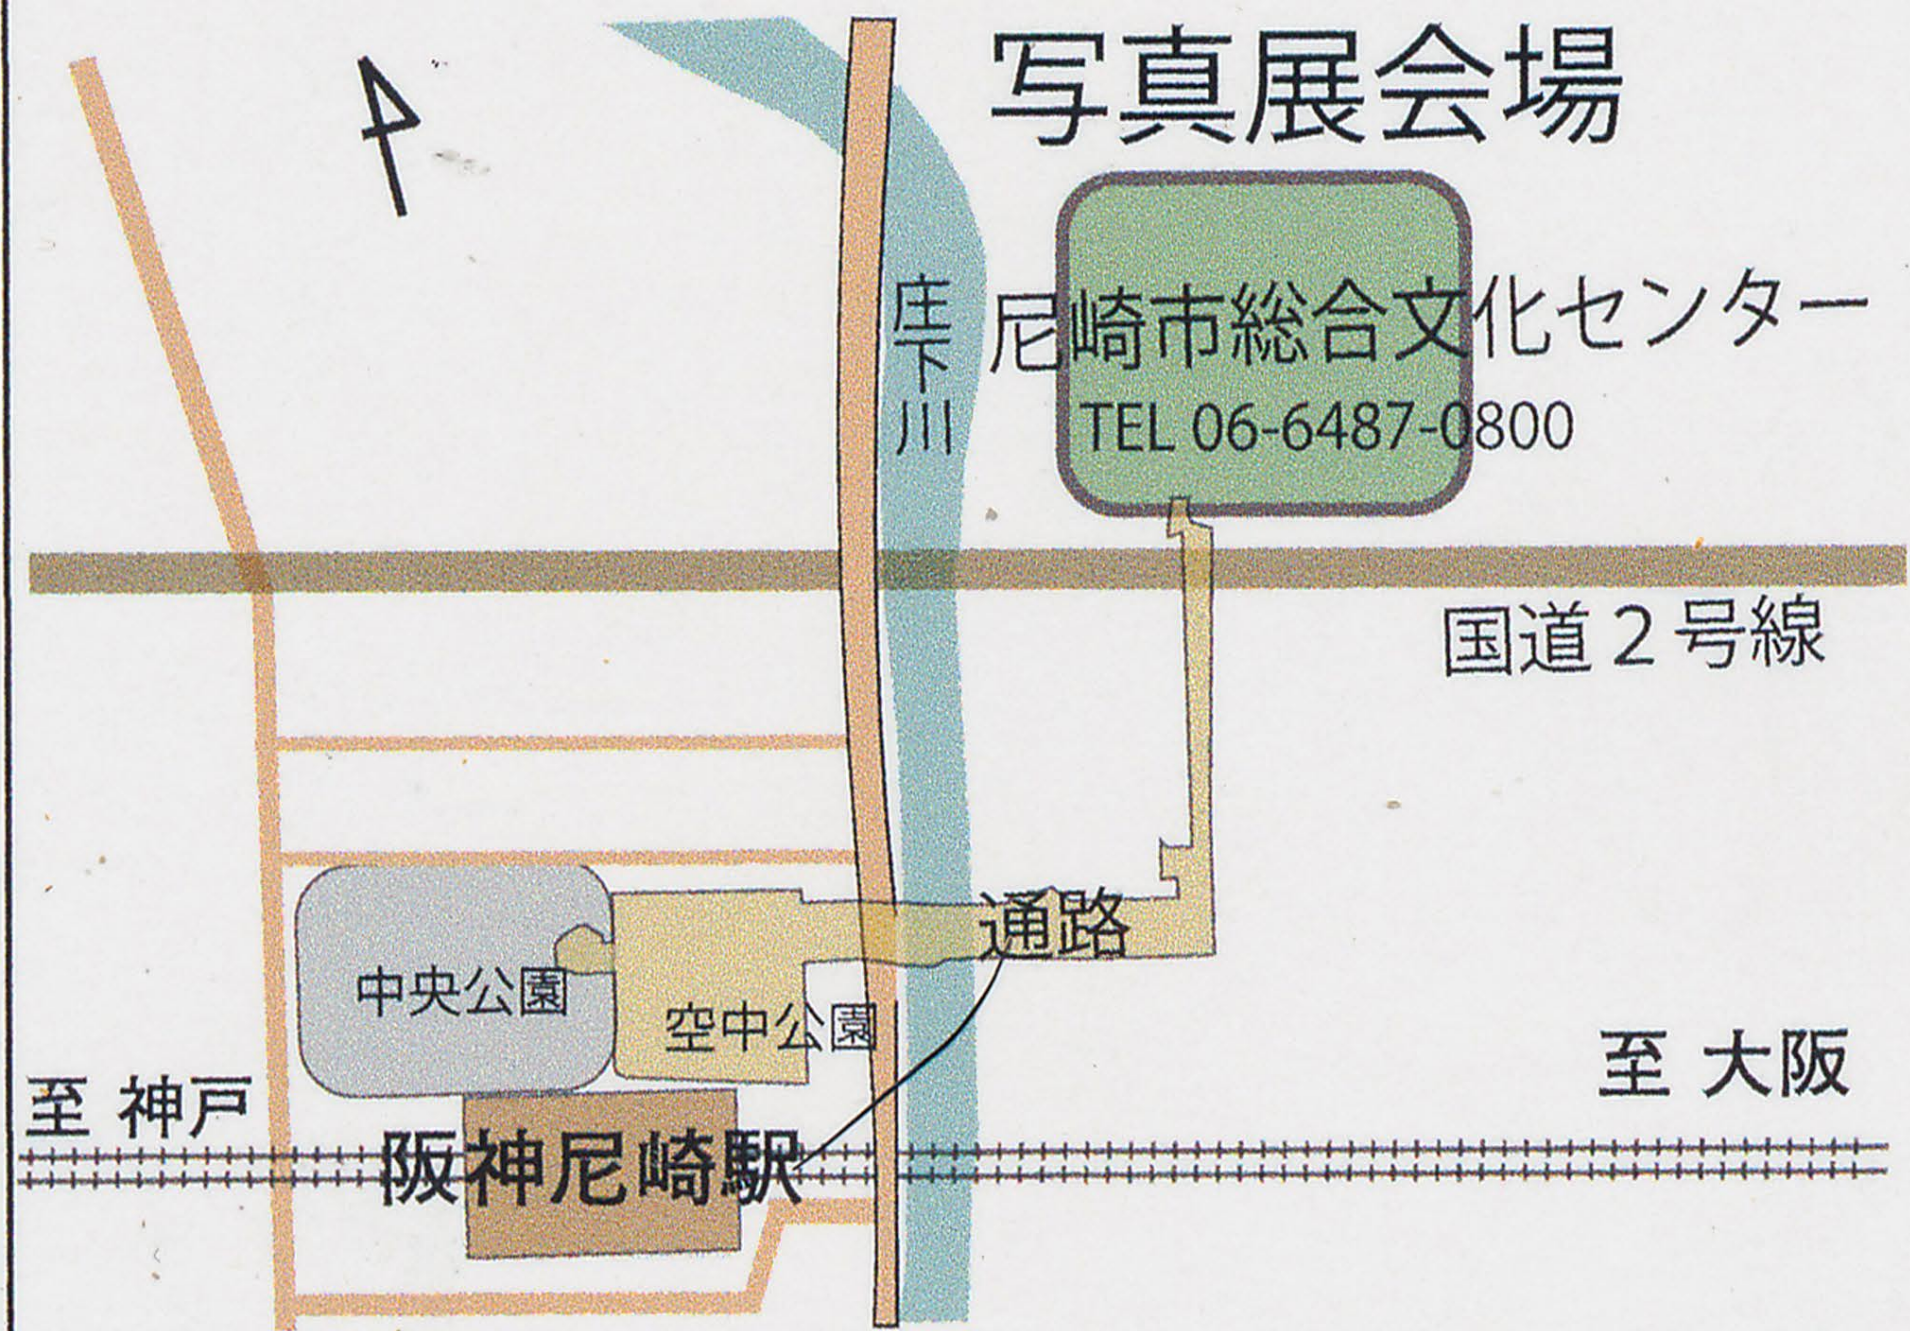 写真展会場
庄下川
尼崎市総合文化センター
TEL 06-6487-0800
国道２号線
通路
中央公園
空中公園
至 大阪
至 神戸
阪神尼崎駅